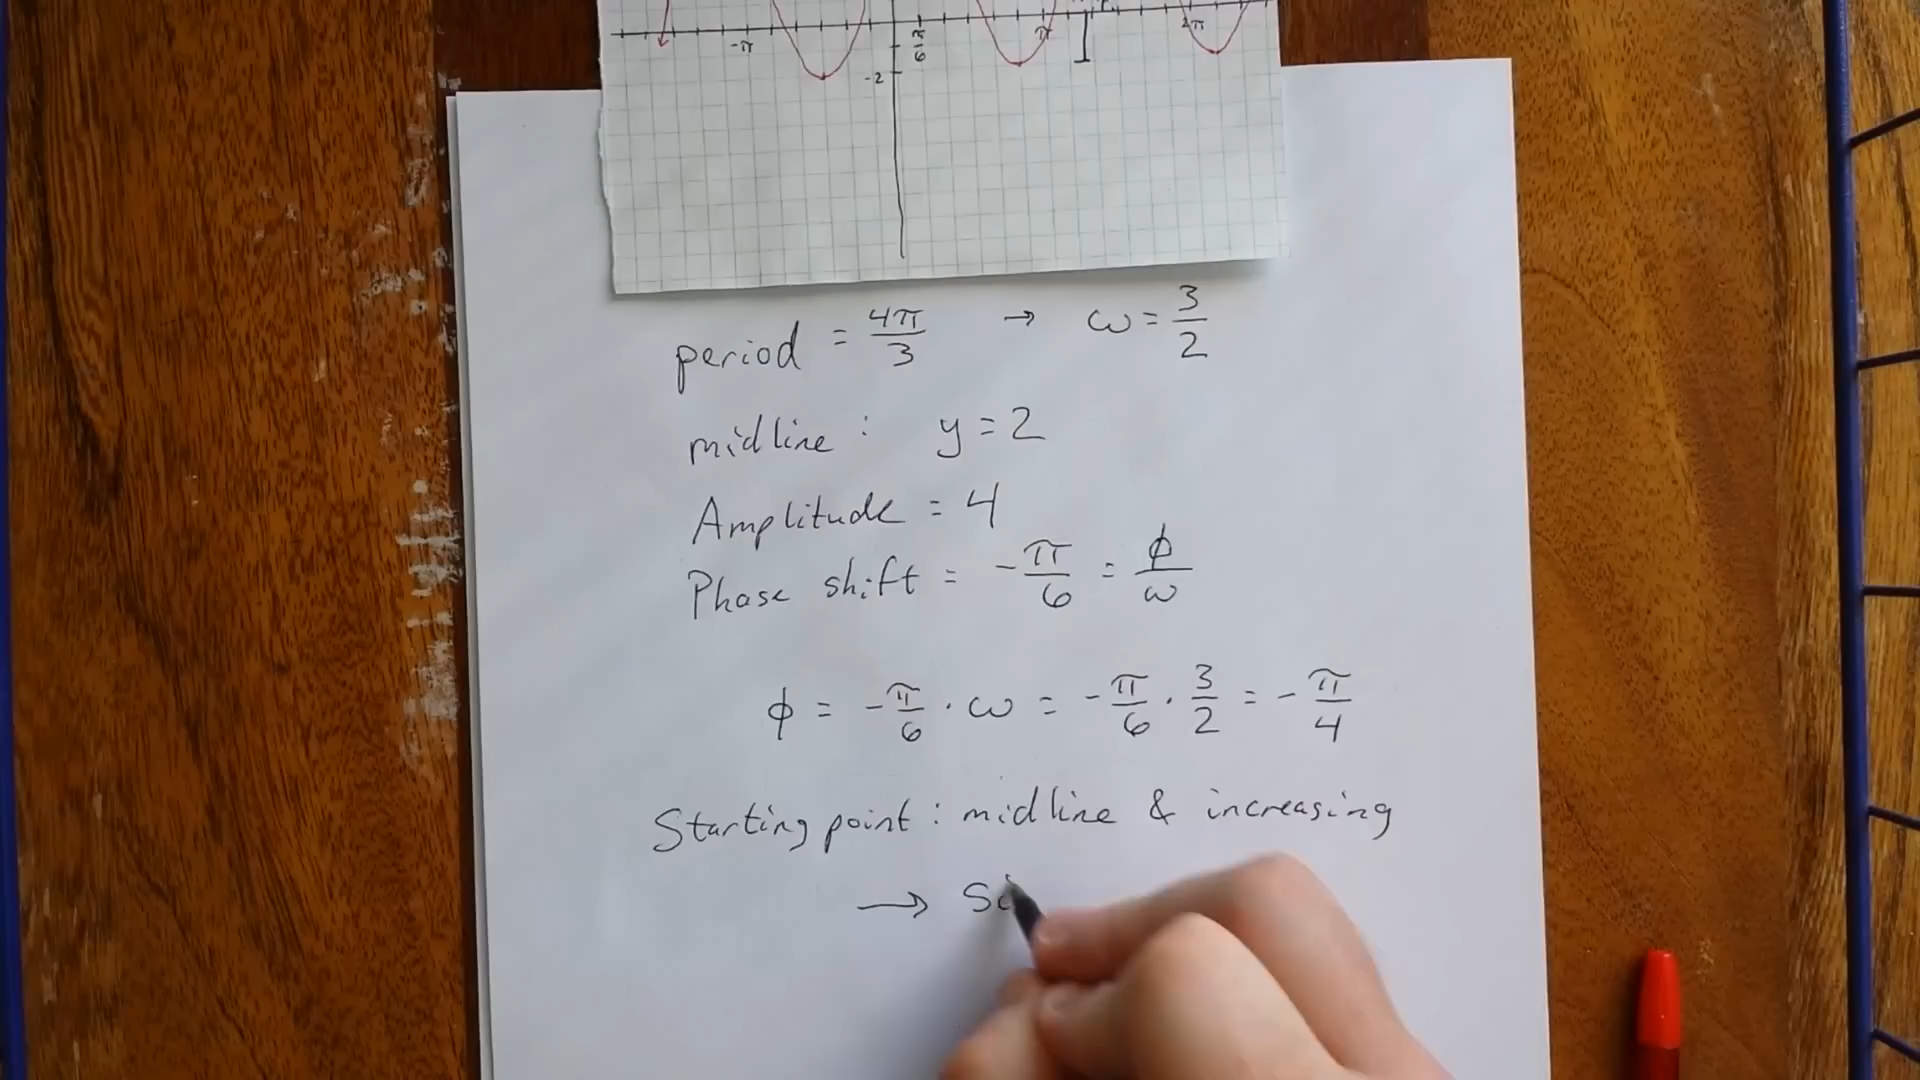 -π π/6 π 2π
-2
period = 4π/3 → ω = 3/2
midline : y = 2
Amplitude = 4
Phase shift = -π/6 = ϕ/ω
ϕ = -π/6 · ω = -π/6 · 3/2 = -π/4
Starting point : midline & increasing
→ Si